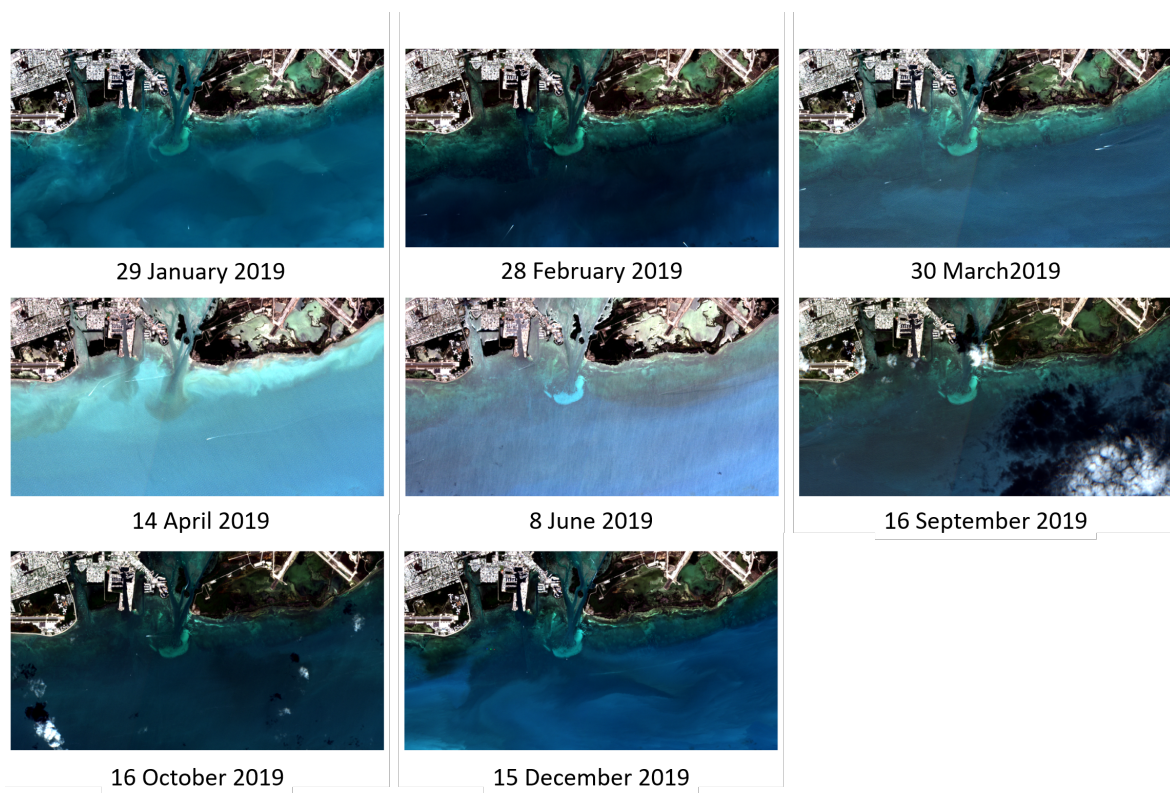 29 January 2019
28 February 2019
30 March2019
14 April 2019
8 June 2019
16 September 2019
16 October 2019
15 December 2019